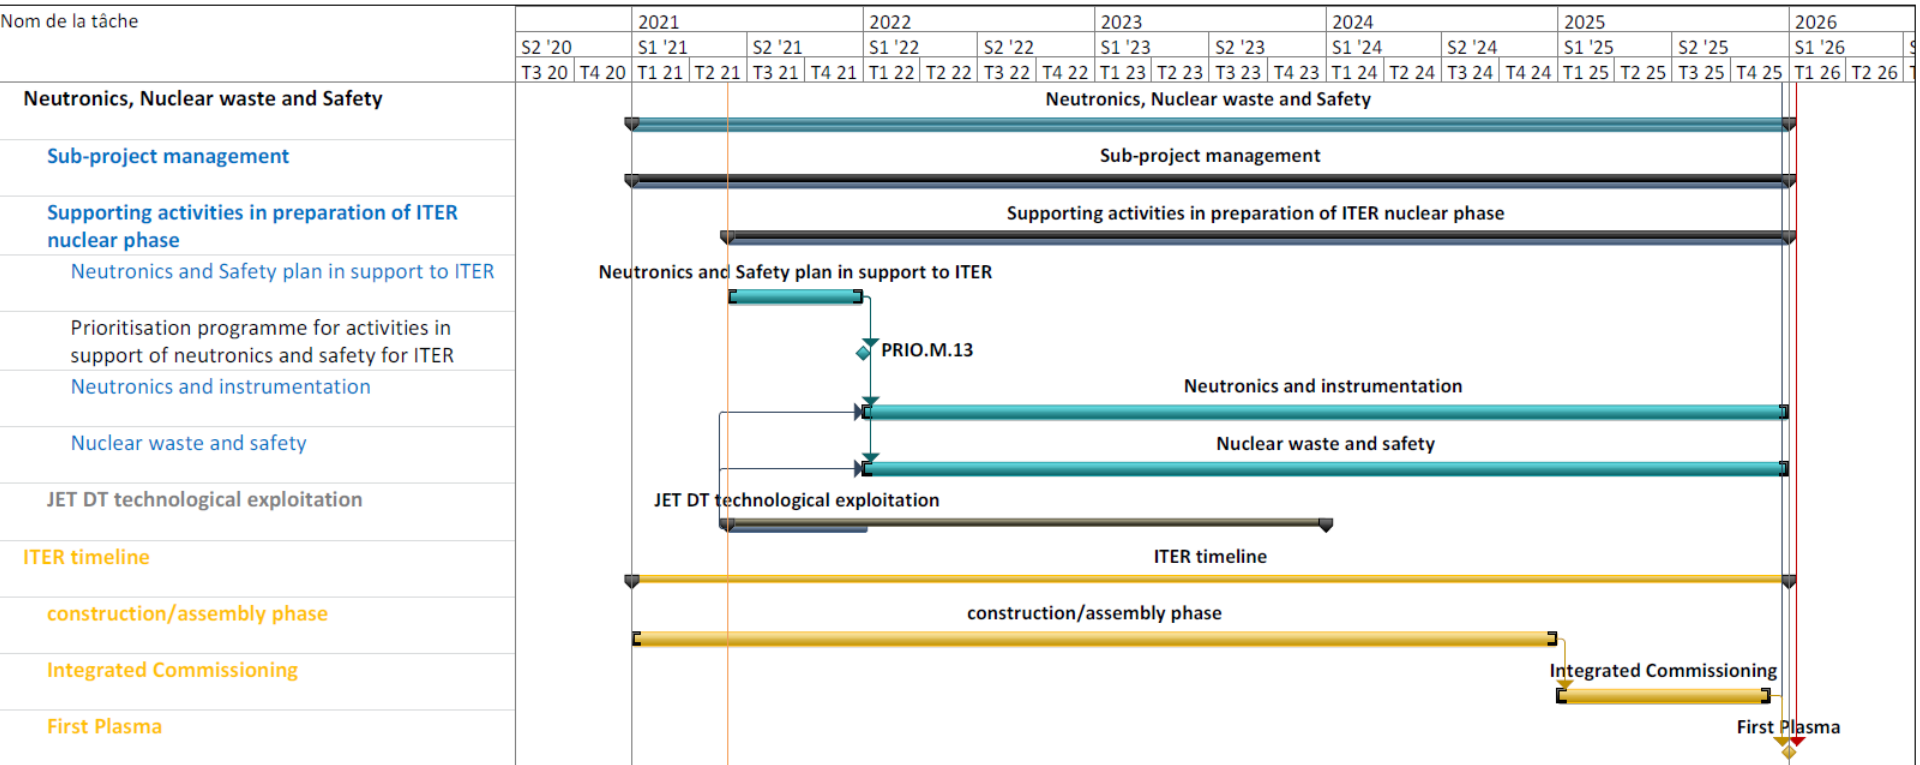 Nom de la tâche
2021 2022 2023 2024 2025 2026
S2 '20 S1 '21 S2 '21 S1 '22 S2 '22 S1 '23 S2 '23 S1 '24 S2 '24 S1 '25 S2 '25 S1 '26
T3 20 T4 20 T1 21 T2 21 T3 21 T4 21 T1 22 T2 22 T3 22 T4 22 T1 23 T2 23 T3 23 T4 23 T1 24 T2 24 T3 24 T4 24 T1 25 T2 25 T3 25 T4 25 T1 26 T2 26
Neutronics, Nuclear waste and Safety
Neutronics, Nuclear waste and Safety
Sub-project management
Sub-project management
Supporting activities in preparation of ITER
nuclear phase
Supporting activities in preparation of ITER nuclear phase
Neutronics and Safety plan in support to ITER
Neutronics and Safety plan in support to ITER
Prioritisation programme for activities in
support of neutronics and safety for ITER
PRIO.M.13
Neutronics and instrumentation
Neutronics and instrumentation
Nuclear waste and safety
Nuclear waste and safety
JET DT technological exploitation
JET DT technological exploitation
ITER timeline
ITER timeline
construction/assembly phase
construction/assembly phase
Integrated Commissioning
Integrated Commissioning
First Plasma
First Plasma